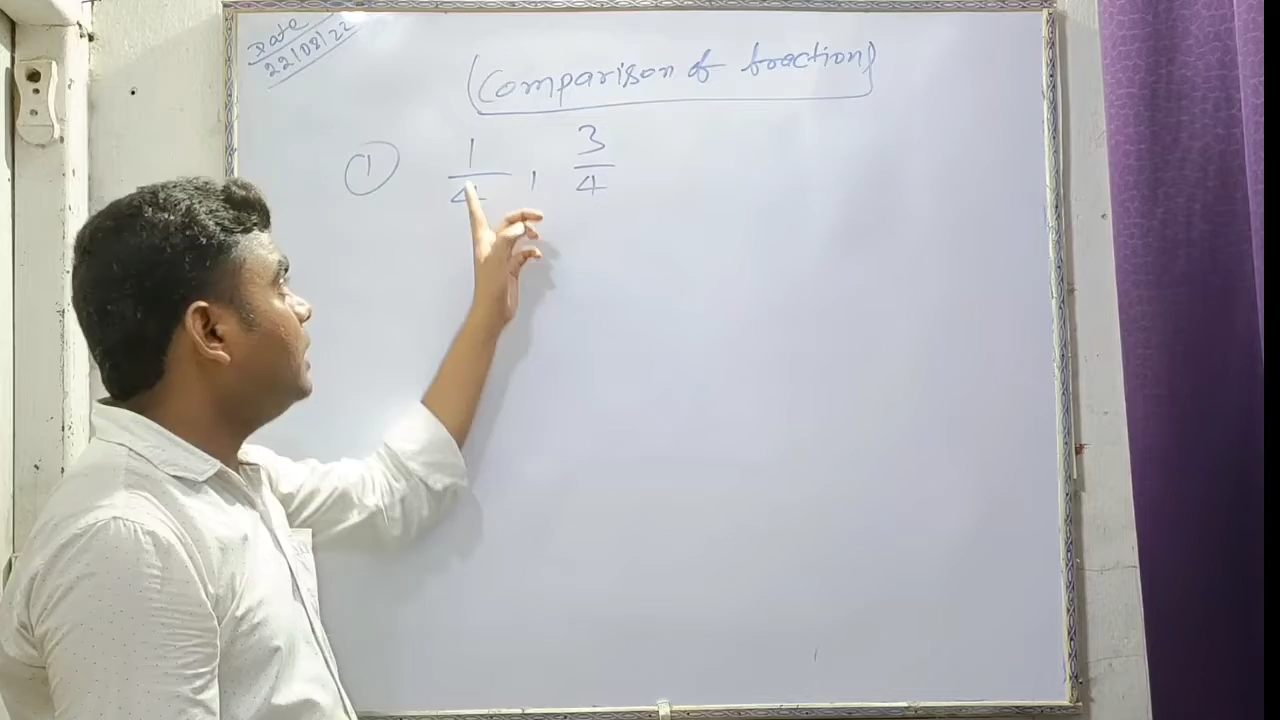 Date
22/08/22
Comparison of fraction
① 1/4 , 3/4